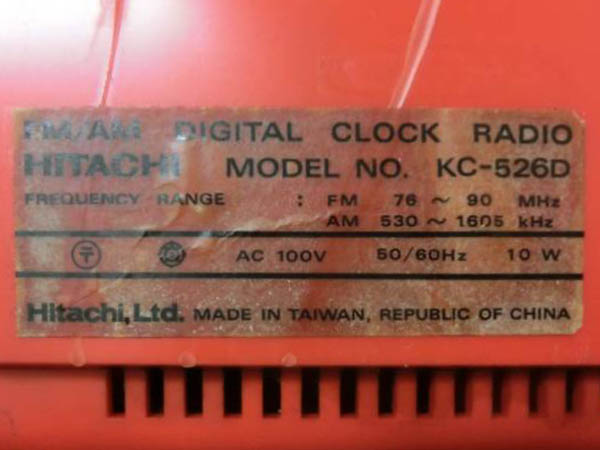 FM/AM DIGITAL CLOCK RADIO
HITACHI MODEL NO. KC-526D
FREQUENCY RANGE : FM 76 ~ 90 MHz
AM 530 ~ 1605 kHz
〒 AC 100V 50/60Hz 10 W
Hitachi, Ltd. MADE IN TAIWAN, REPUBLIC OF CHINA